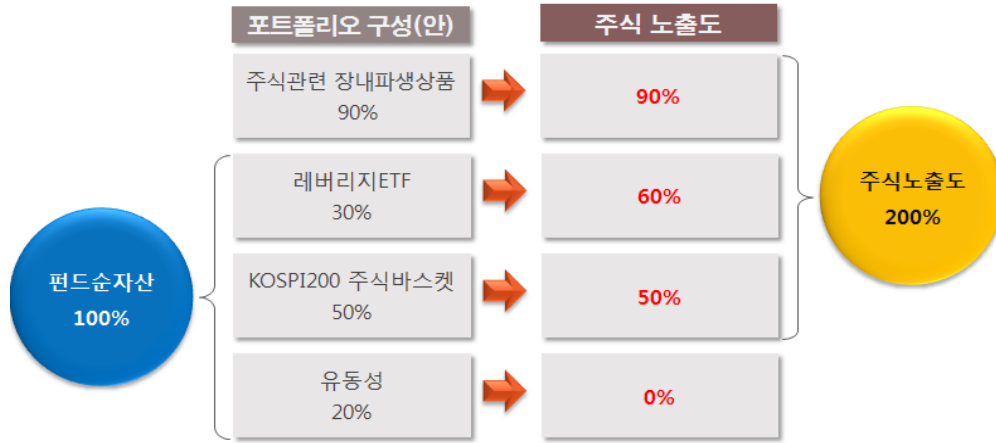 포트폴리오 구성(안)
주식 노출도
주식관련 장내파생상품
90%
90%
레버리지ETF
30%
60%
KOSPI200 주식바스켓
50%
50%
유동성
20%
0%
펀드순자산
100%
주식노출도
200%